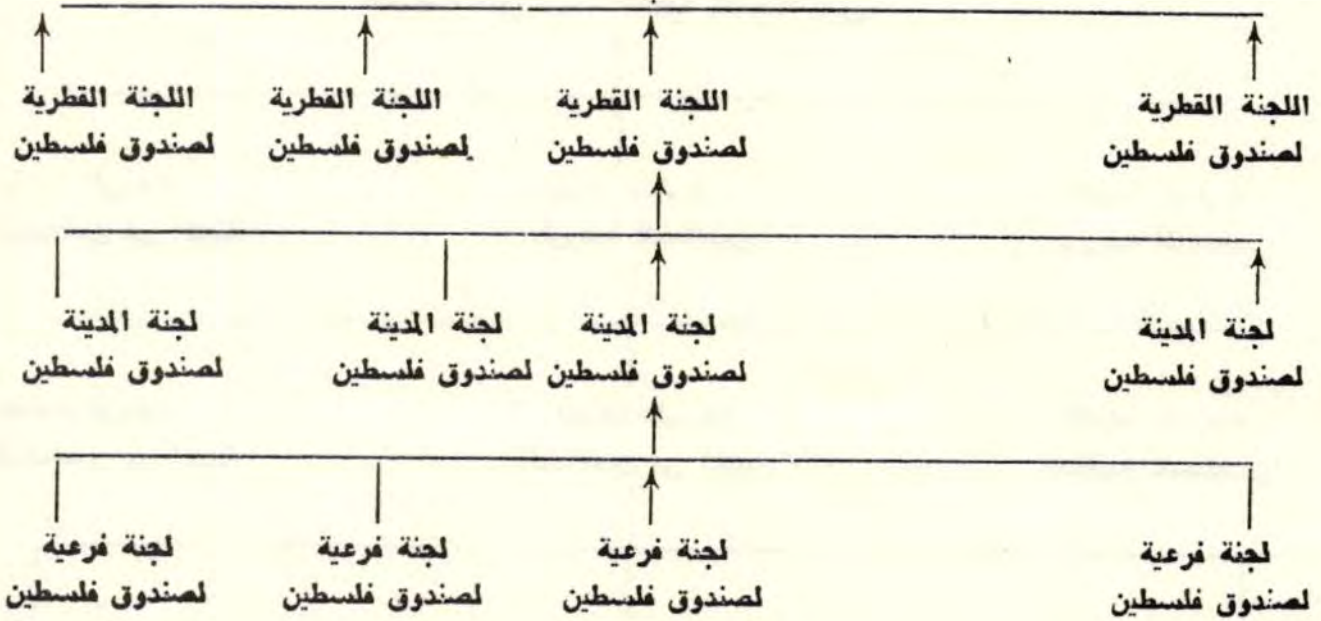 اللجنة القطرية اللجنة القطرية اللجنة القطرية اللجنة القطرية
لصندوق فلسطين لصندوق فلسطين لصندوق فلسطين لصندوق فلسطين
لجنة المدينة لجنة المدينة لجنة المدينة لجنة المدينة
لصندوق فلسطين لصندوق فلسطين لصندوق فلسطين لصندوق فلسطين
لجنة فرعية لجنة فرعية لجنة فرعية لجنة فرعية
لصندوق فلسطين لصندوق فلسطين لصندوق فلسطين لصندوق فلسطين